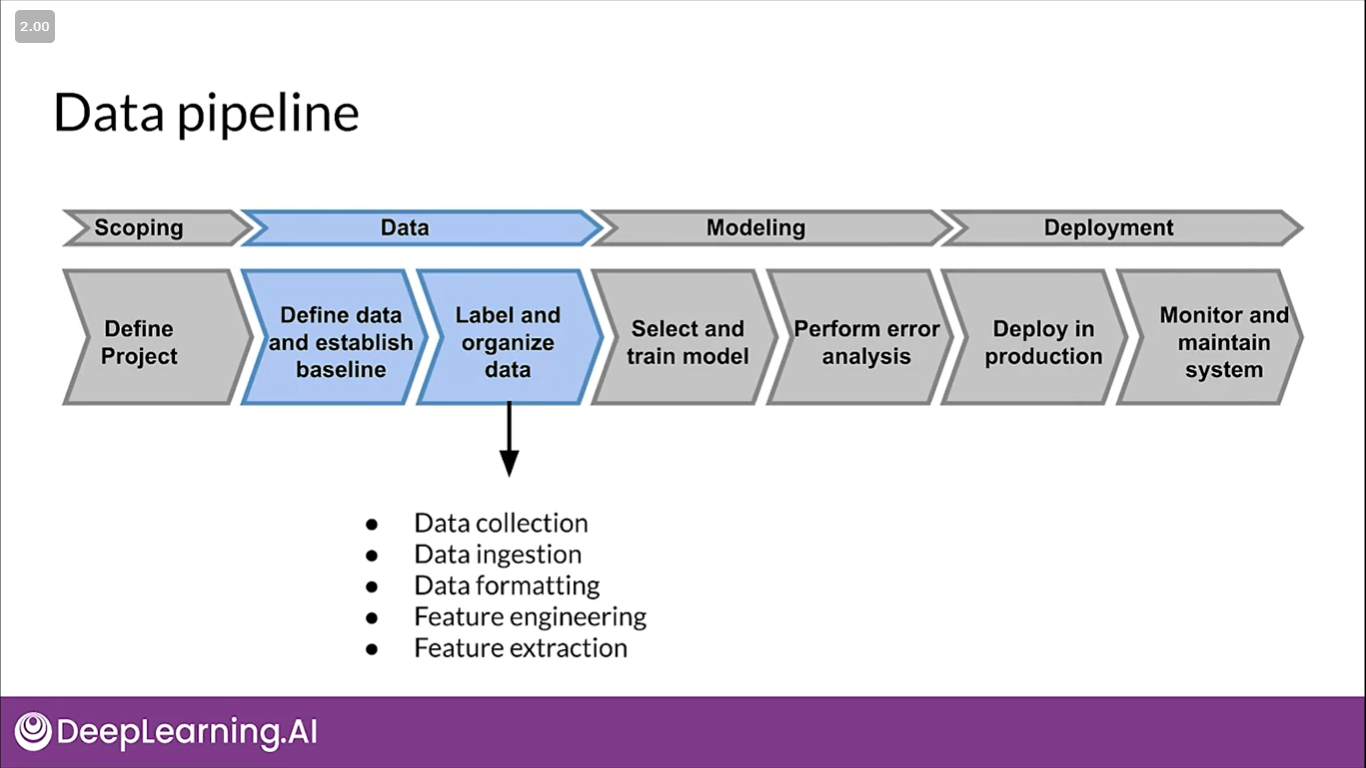 2.00
Data pipeline
Scoping
Data
Modeling
Deployment
Define
Project
Define data
and establish
baseline
Label and
organize
data
Select and
train model
Perform error
analysis
Deploy in
production
Monitor and
maintain
system
● Data collection
● Data ingestion
● Data formatting
● Feature engineering
● Feature extraction
DeepLearning.AI